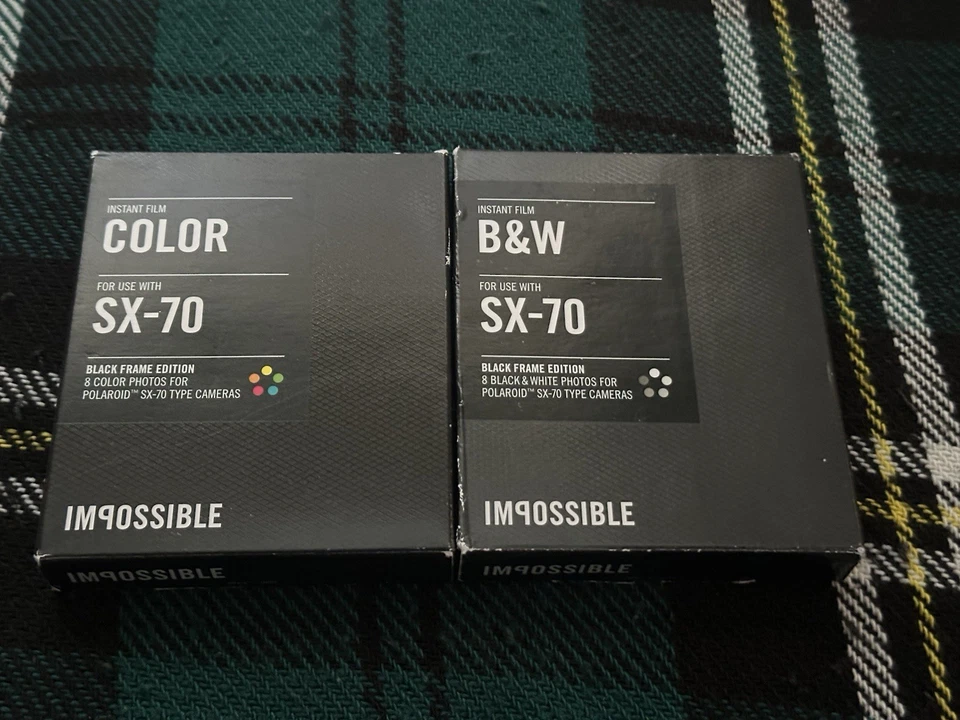 INSTANT FILM
COLOR
FOR USE WITH
SX-70
BLACK FRAME EDITION
8 COLOR PHOTOS FOR
POLAROID™ SX-70 TYPE CAMERAS
IMPOSSIBLE
IMPOSSIBLE
INSTANT FILM
B&W
FOR USE WITH
SX-70
BLACK FRAME EDITION
8 BLACK & WHITE PHOTOS FOR
POLAROID™ SX-70 TYPE CAMERAS
IMPOSSIBLE
IMPOSSIBLE